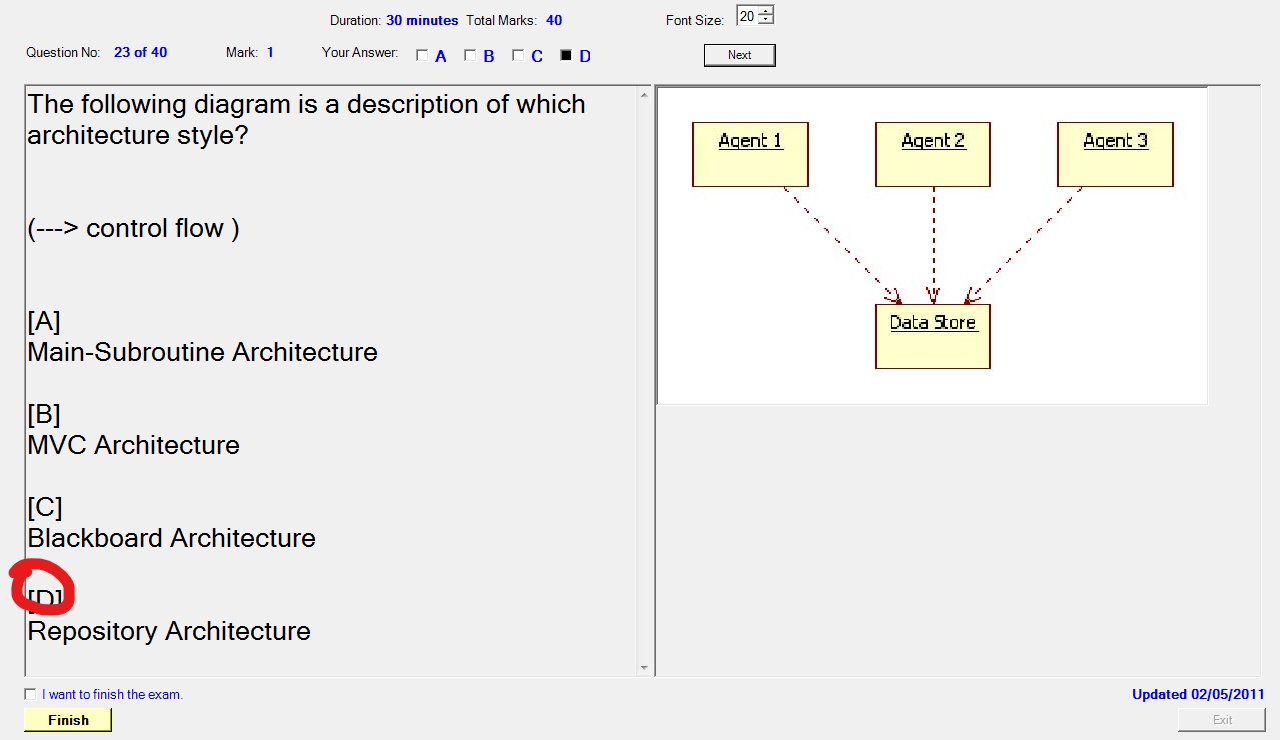 Duration: 30 minutes Total Marks: 40 Font Size: 20
Question No: 23 of 40 Mark: 1 Your Answer: A B C D Next
The following diagram is a description of which
architecture style?
(---> control flow )
[A]
Main-Subroutine Architecture
[B]
MVC Architecture
[C]
Blackboard Architecture
[D]
Repository Architecture
Agent 1 Agent 2 Agent 3
Data Store
I want to finish the exam. Updated 02/05/2011
Finish Exit